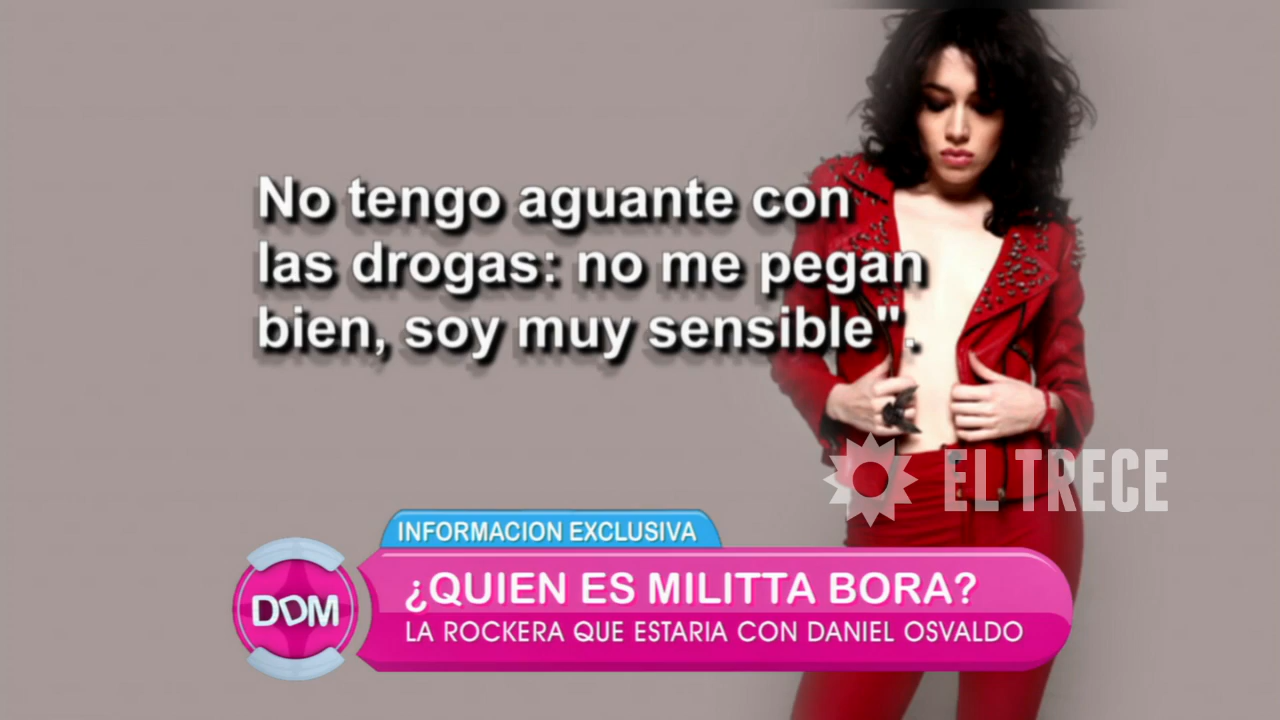 No tengo aguante con
las drogas: no me pegan
bien, soy muy sensible".
EL TRECE
INFORMACION EXCLUSIVA
DDM
¿QUIEN ES MILITTA BORA?
LA ROCKERA QUE ESTARIA CON DANIEL OSVALDO